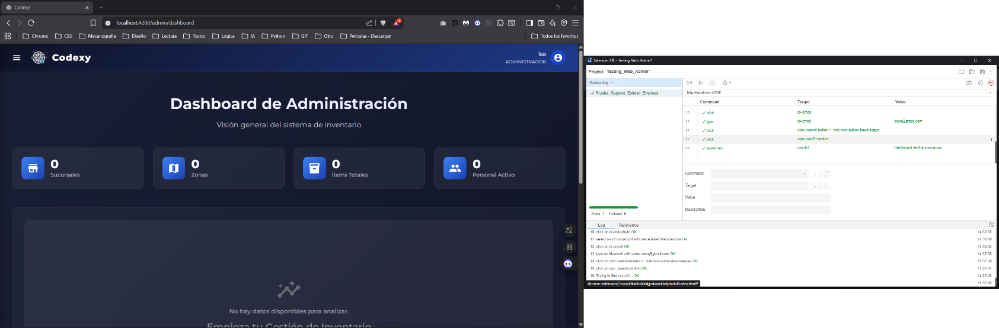 Codexy
localhost:4200/admin/dashboard
Chrome
CSS
Mecanografia
Diseño
Lectura
Toxico
Logica
IA
Python
GIT
Otro
Peliculas - Descargar
Todos los favoritos
Codexy
Isa
ADMINISTRADOR
Dashboard de Administración
Visión general del sistema de inventario
0
Sucursales
0
Zonas
0
Ítems Totales
0
Personal Activo
No hay datos disponibles para analizar.
Empieza tu Gestión de Inventario
Selenium IDE - Testing_Web_Admin*
Project: Testing_Web_Admin*
Executing
✓ Prueba_Registro_Exitoso_Empresa
http://localhost:4200/
Command Target Value
12 ✓ click id=email
13 ✓ type id=email coca@gmail.com
14 ✓ click css=.submit-button > .mat-mdc-button-touch-target
15 ✓ click css=.swal2-confirm
16 ✓ assert text css=h1 Dashboard de Administración
Command
Target
Value
Description
Runs: 1 Failures: 0
Log Reference
10. click on id=industryId OK 14:36:38
11. select on id=industryId with value label=Manufactura OK 14:36:40
12. click on id=email OK 14:36:42
13. type on id=email with value coca@gmail.com OK 14:37:38
14. click on css=.submit-button > .mat-mdc-button-touch-target OK 14:37:39
15. click on css=.swal2-confirm OK 14:37:41
16. Trying to find css=h1... OK 14:37:43
14:37:46